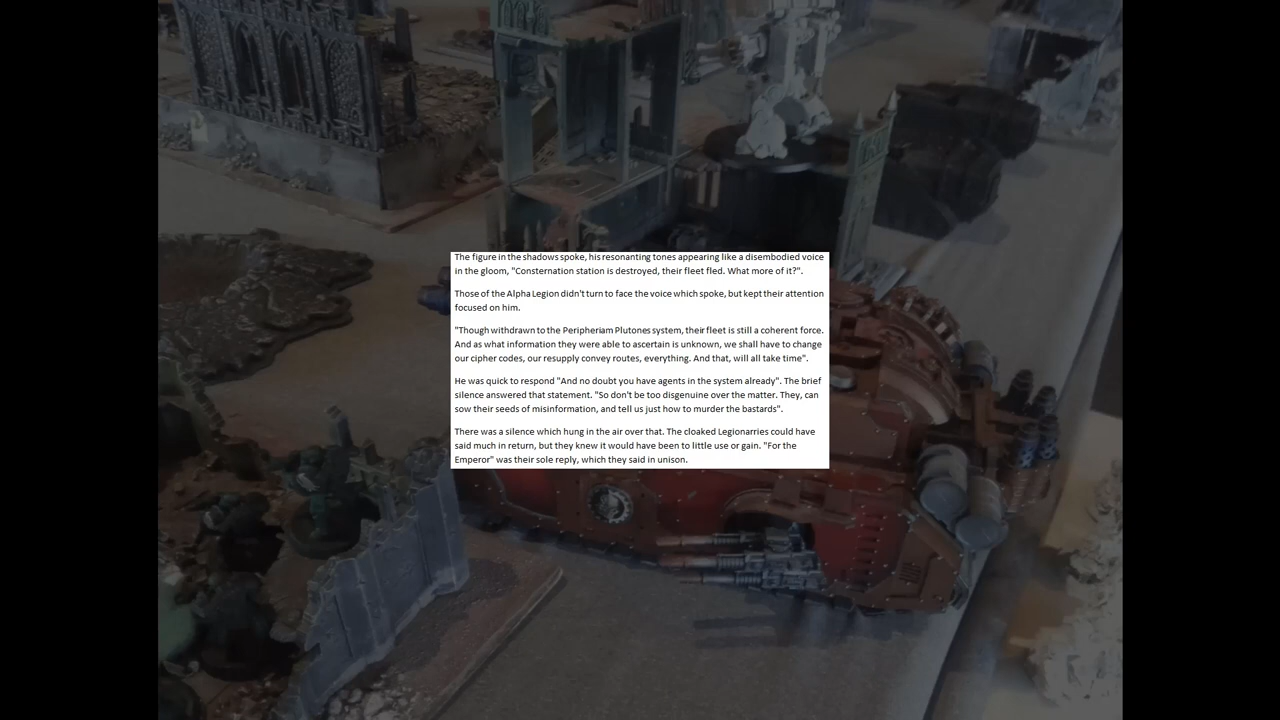 The figure in the shadows spoke, his resonanting tones appearing like a disembodied voice
in the gloom, "Consternation station is destroyed, their fleet fled. What more of it?".
Those of the Alpha Legion didn't turn to face the voice which spoke, but kept their attention
focused on him.
"Though withdrawn to the Peripherium Plutones system, their fleet is still a coherent force.
And as what information they were able to ascertain is unknown, we shall have to change
our cipher codes, our resupply convey routes, everything. And that, will all take time".
He was quick to respond "And no doubt you have agents in the system already". The brief
silence answered that statement. "So don't be too disgenuine over the matter. They, can
sow their seeds of misinformation, and tell us just how to murder the bastards".
There was a silence which hung in the air over that. The cloaked Legionarries could have
said much in return, but they knew it would have been to little use or gain. "For the
Emperor" was their sole reply, which they said in unison.